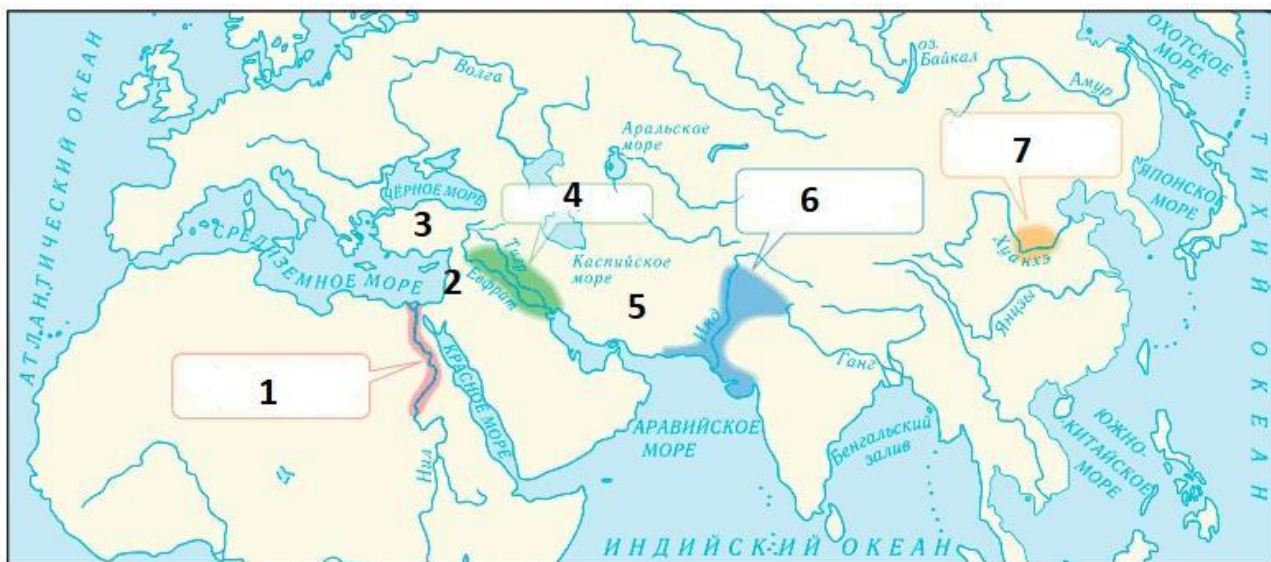 АТЛАНТИЧЕСКИЙ ОКЕАН
Волга
оз.
Байкал
Амур
ОХОТСКОЕ
МОРЕ
Аральское
море
7
ЯПОНСКОЕ
МОРЕ
ТИХИЙ ОКЕАН
ЧЁРНОЕ МОРЕ
4
6
3
СРЕДИЗЕМНОЕ МОРЕ
2
Тигр
Евфрат
Каспийское
море
5
Инд
Хуанхэ
Янцзы
1
КРАСНОЕ МОРЕ
Ганг
Нил
Ц
АРАВИЙСКОЕ
МОРЕ
Бенгальский
залив
ЮЖНО-
КИТАЙСКОЕ
МОРЕ
ИНДИЙСКИЙ ОКЕАН